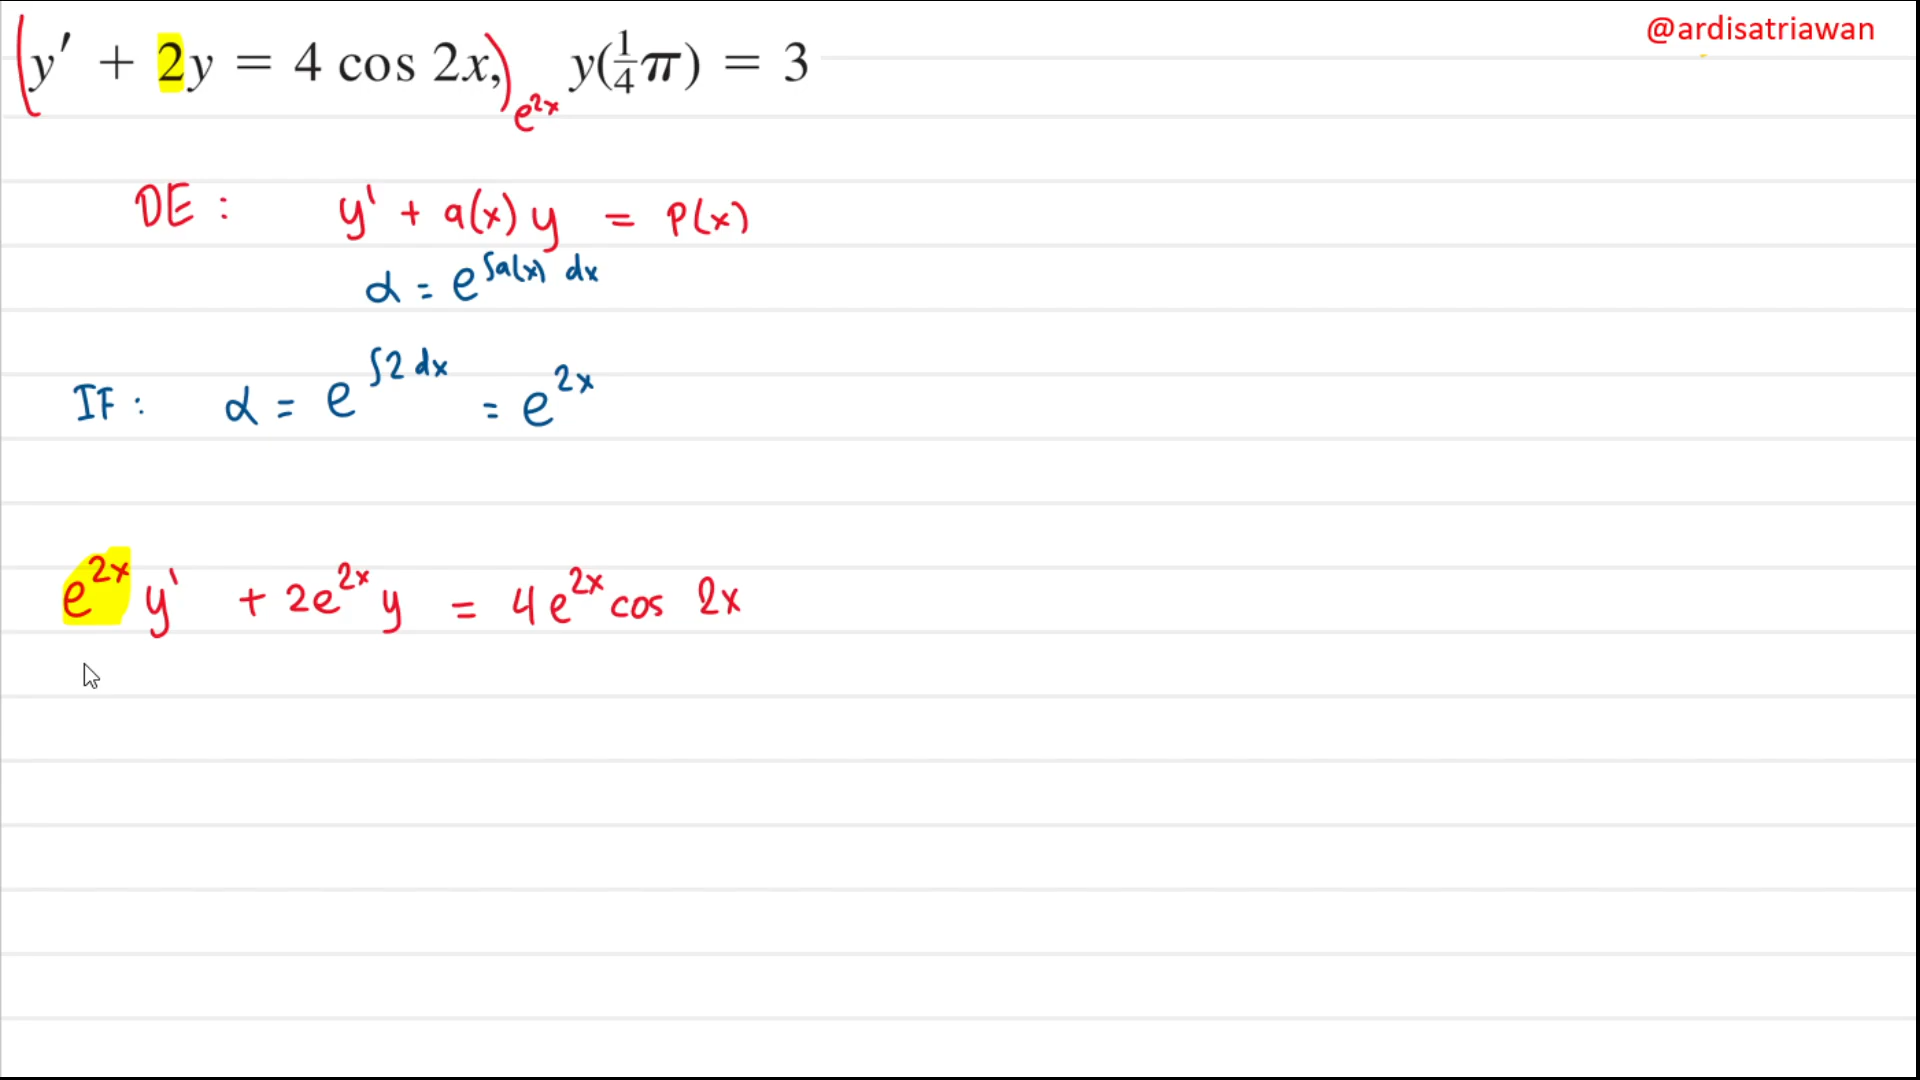 @ardisatriawan
(y′ + 2y = 4 cos 2x,) e^{2x} y(¼π) = 3
DE : y' + a(x) y = P(x)
α = e^{∫a(x) dx}
IF : α = e^{∫2 dx} = e^{2x}
e^{2x} y' + 2e^{2x} y = 4e^{2x} cos 2x